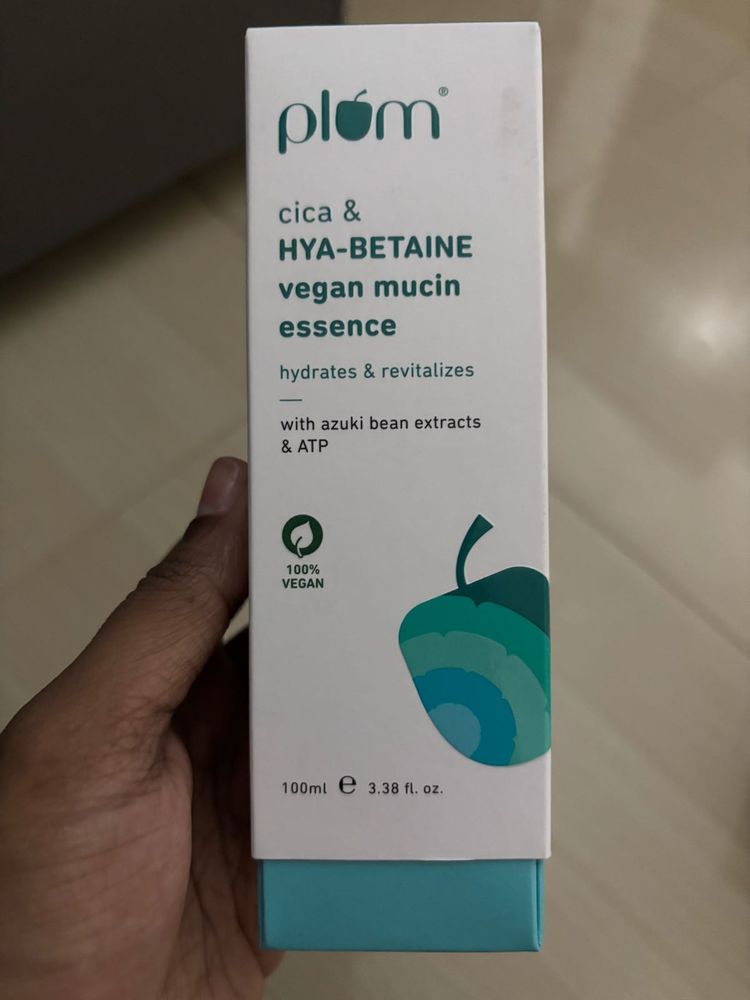 plum®
cica &
HYA-BETAINE
vegan mucin
essence
hydrates & revitalizes
with azuki bean extracts
& ATP
100%
VEGAN
100ml e 3.38 fl. oz.